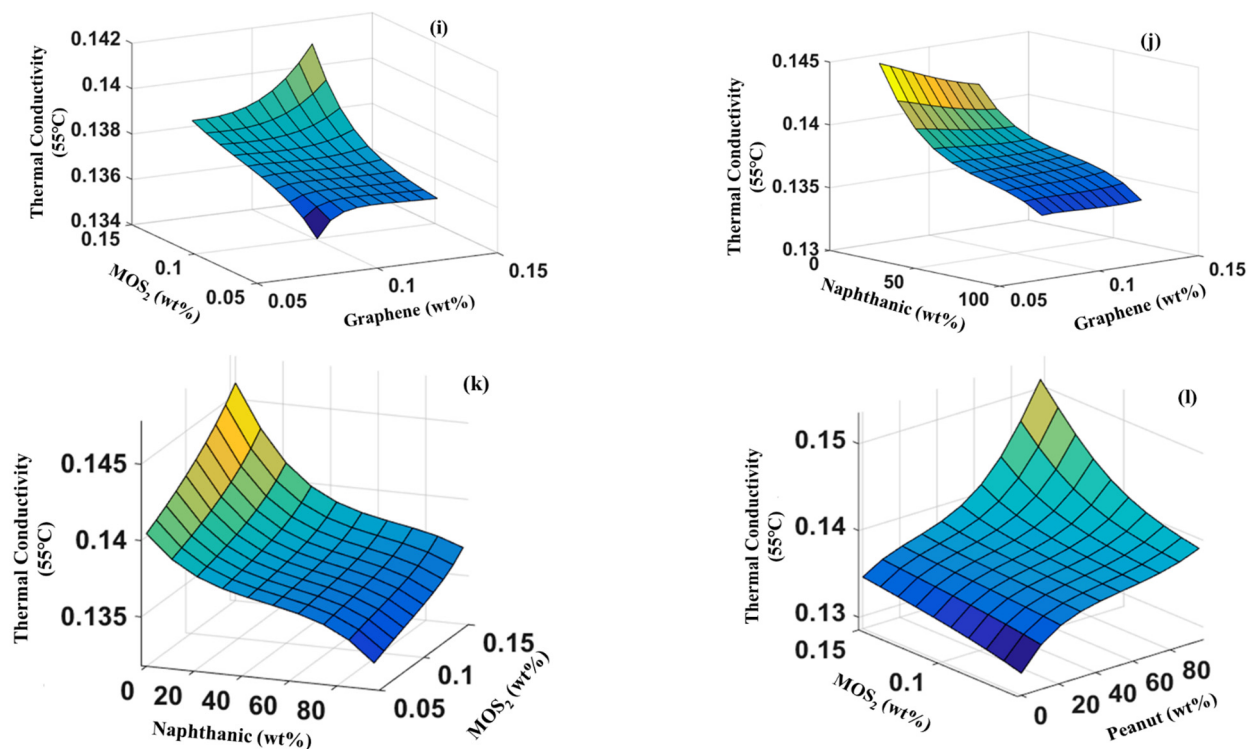 (i)
0.142
0.14
0.138
0.136
0.134
Thermal Conductivity
(55°C)
0.15
0.1
0.05
MOS2 (wt%)
0.05
0.1
0.15
Graphene (wt%)
(j)
0.145
0.14
0.135
0.13
Thermal Conductivity
(55°C)
0
50
100
Naphthanic (wt%)
0.05
0.1
0.15
Graphene (wt%)
(k)
0.145
0.14
0.135
Thermal Conductivity
(55°C)
0 20 40 60 80
Naphthanic (wt%)
0.05
0.1
0.15
MOS2 (wt%)
(l)
0.15
0.14
0.13
Thermal Conductivity
(55°C)
0.15
0.1
MOS2 (wt%)
0 20 40 60 80
Peanut (wt%)